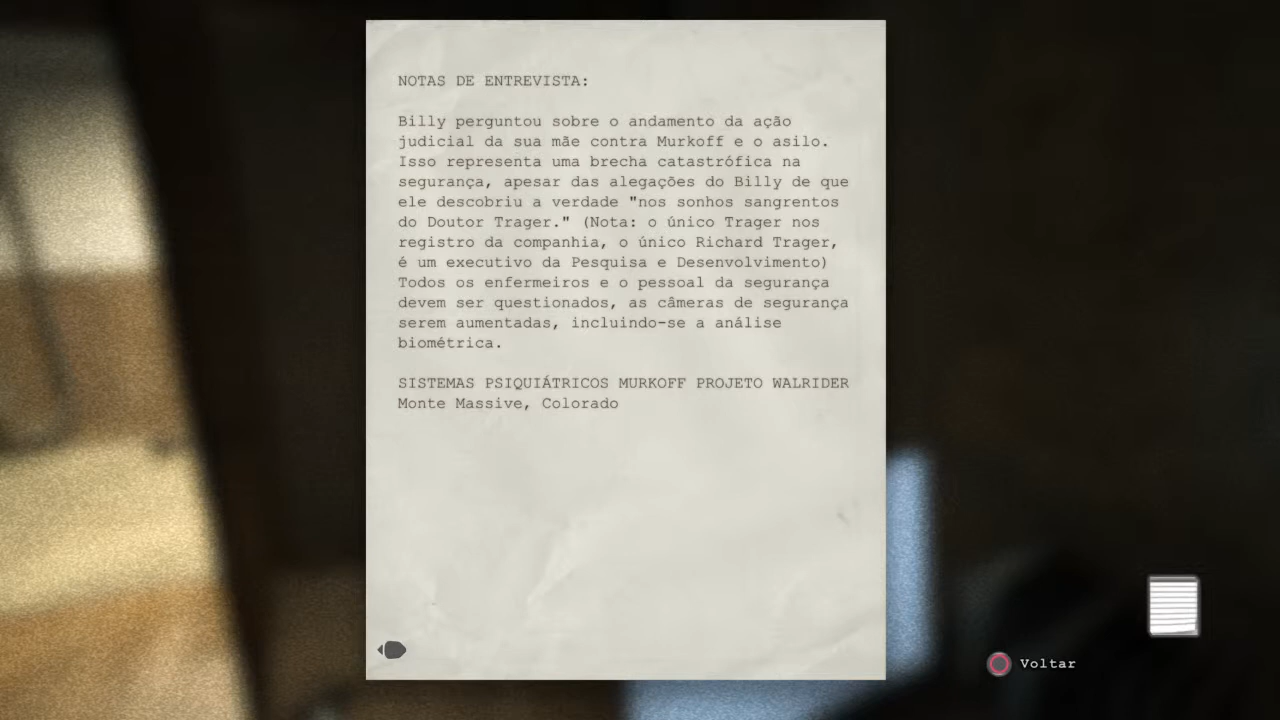 NOTAS DE ENTREVISTA:
Billy perguntou sobre o andamento da ação
judicial da sua mãe contra Murkoff e o asilo.
Isso representa uma brecha catastrófica na
segurança, apesar das alegações do Billy de que
ele descobriu a verdade "nos sonhos sangrentos
do Doutor Trager." (Nota: o único Trager nos
registro da companhia, o único Richard Trager,
é um executivo da Pesquisa e Desenvolvimento)
Todos os enfermeiros e o pessoal da segurança
devem ser questionados, as câmeras de segurança
serem aumentadas, incluindo-se a análise
biométrica.
SISTEMAS PSIQUIÁTRICOS MURKOFF PROJETO WALRIDER
Monte Massive, Colorado
Voltar